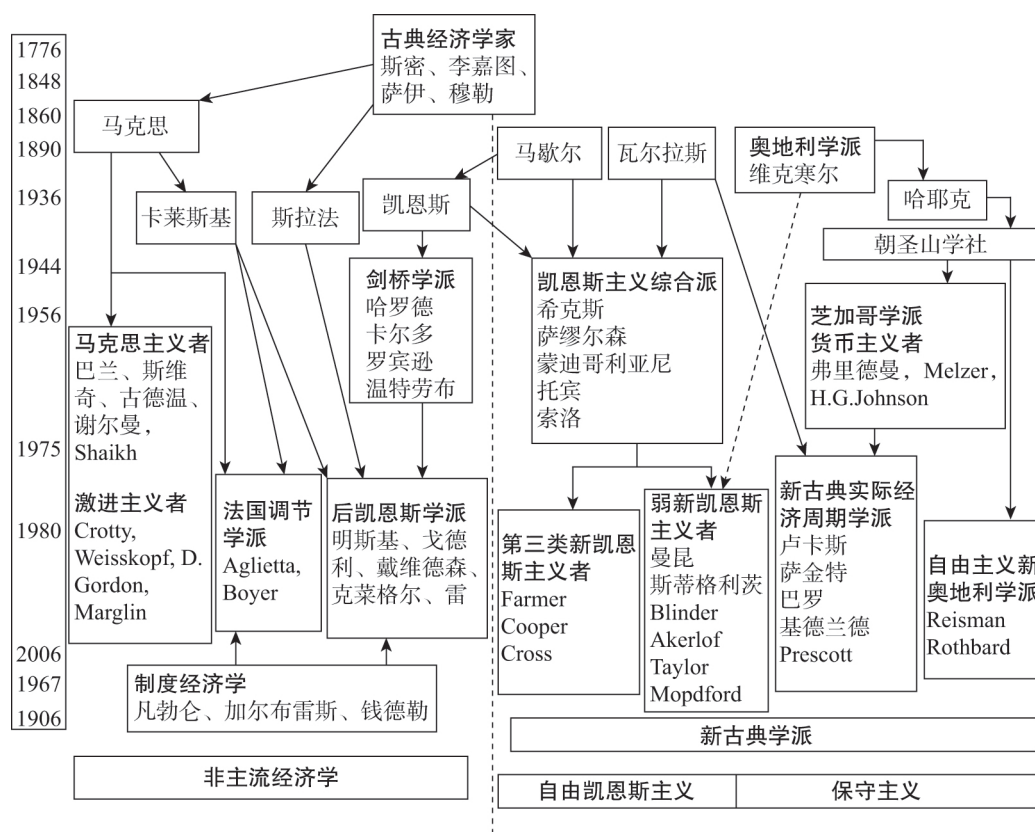 1776
1848
1860
1890
1936
1944
1956
1975
1980
2006
1967
1906
古典经济学家
斯密、李嘉图、
萨伊、穆勒
马克思
马歇尔
瓦尔拉斯
奥地利学派
维克寒尔
哈耶克
卡莱斯基
斯拉法
凯恩斯
朝圣山学社
剑桥学派
哈罗德
卡尔多
罗宾逊
温特劳布
凯恩斯主义综合派
希克斯
萨缪尔森
蒙迪哥利亚尼
托宾
索洛
芝加哥学派
货币主义者
弗里德曼，Melzer,
H.G.Johnson
马克思主义者
巴兰、斯维
奇、古德温、
谢尔曼，
Shaikh
激进主义者
Crotty,
Weisskopf, D.
Gordon,
Marglin
法国调节
学派
Aglietta,
Boyer
后凯恩斯学派
明斯基、戈德
利、戴维德森、
克莱格尔、雷
第三类新凯恩
斯主义者
Farmer
Cooper
Cross
弱新凯恩斯
主义者
曼昆
斯蒂格利茨
Blinder
Akerlof
Taylor
Mopdford
新古典实际经
济周期学派
卢卡斯
萨金特
巴罗
基德兰德
Prescott
自由主义新
奥地利学派
Reisman
Rothbard
制度经济学
凡勃仑、加尔布雷斯、钱德勒
新古典学派
非主流经济学
自由凯恩斯主义
保守主义